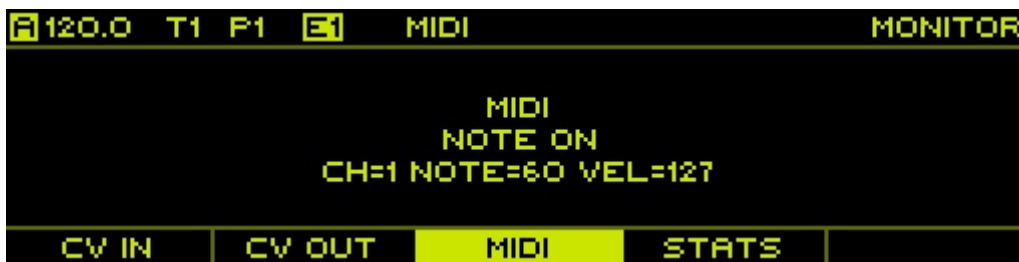 A 120.0 T1 P1 E1 MIDI MONITOR
MIDI
NOTE ON
CH=1 NOTE=60 VEL=127
CV IN CV OUT MIDI STATS